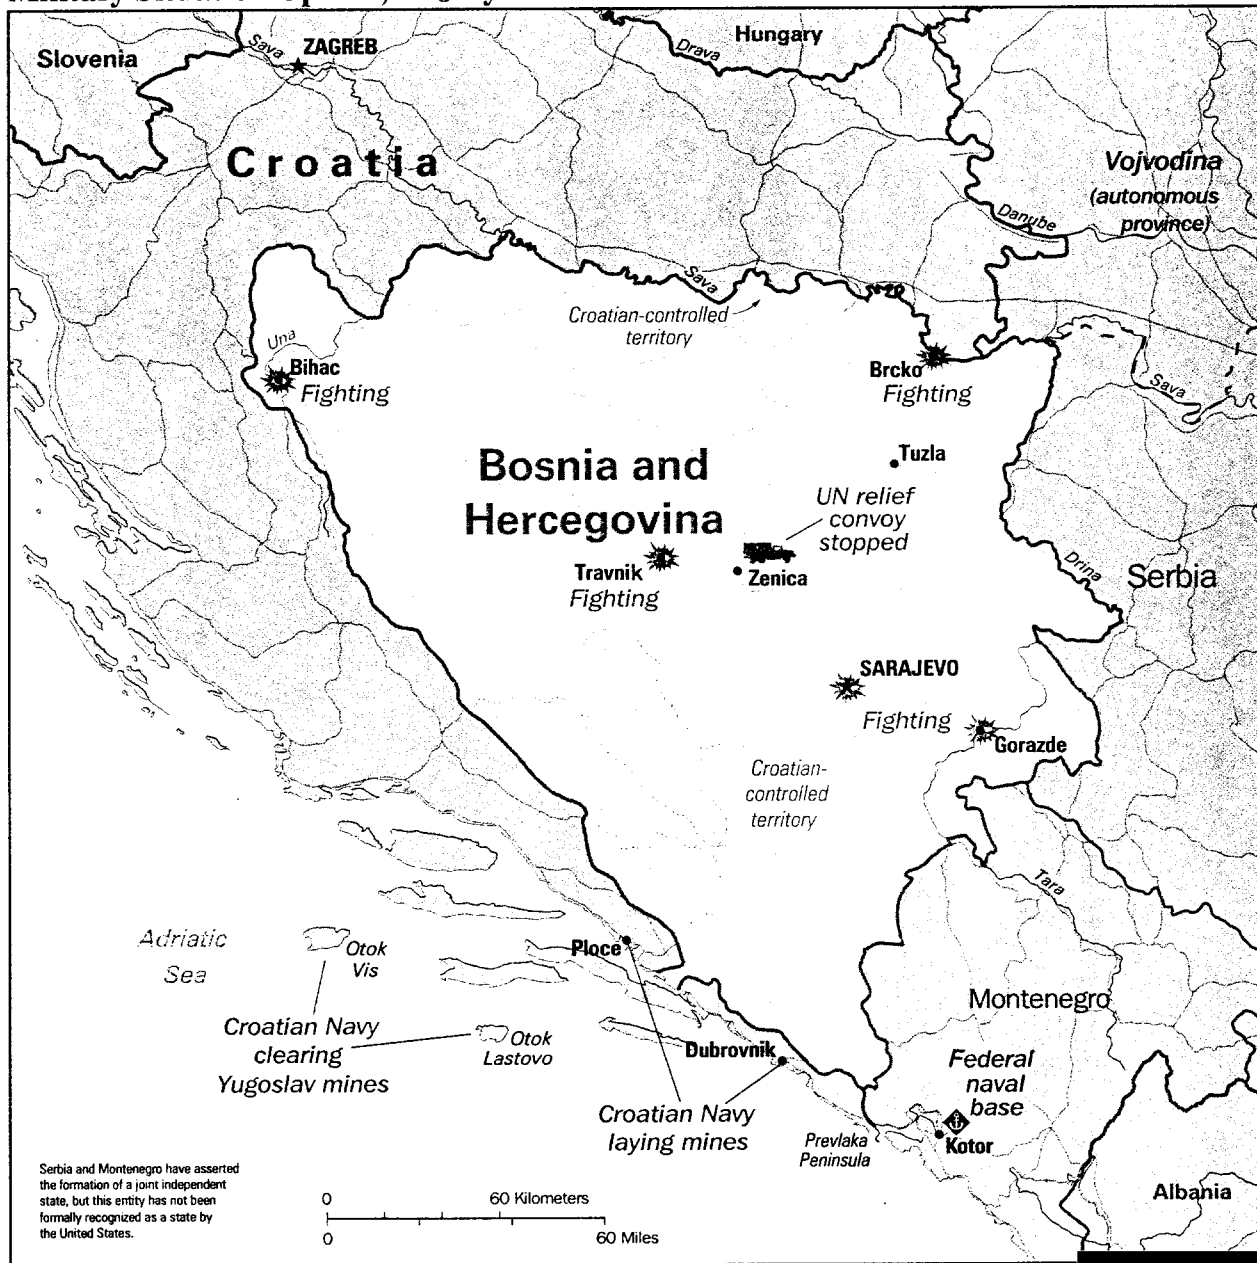 Slovenia
Sava
ZAGREB
Drava
Hungary
Croatia
Vojvodina
(autonomous
province)
Danube
Sava
Croatian-controlled
territory
Una
Bihac
Fighting
Brcko
Fighting
Sava
Tuzla
Bosnia and
Hercegovina
UN relief
convoy
stopped
Travnik
Fighting
Zenica
Drina
Serbia
SARAJEVO
Fighting
Gorazde
Croatian-
controlled
territory
Tara
Adriatic
Sea
Otok
Vis
Ploce
Montenegro
Croatian Navy
clearing
Yugoslav mines
Otok
Lastovo
Dubrovnik
Federal
naval
base
Croatian Navy
laying mines
Prevlaka
Peninsula
Kotor
Albania
Serbia and Montenegro have asserted
the formation of a joint independent
state, but this entity has not been
formally recognized as a state by
the United States.
0 60 Kilometers
0 60 Miles